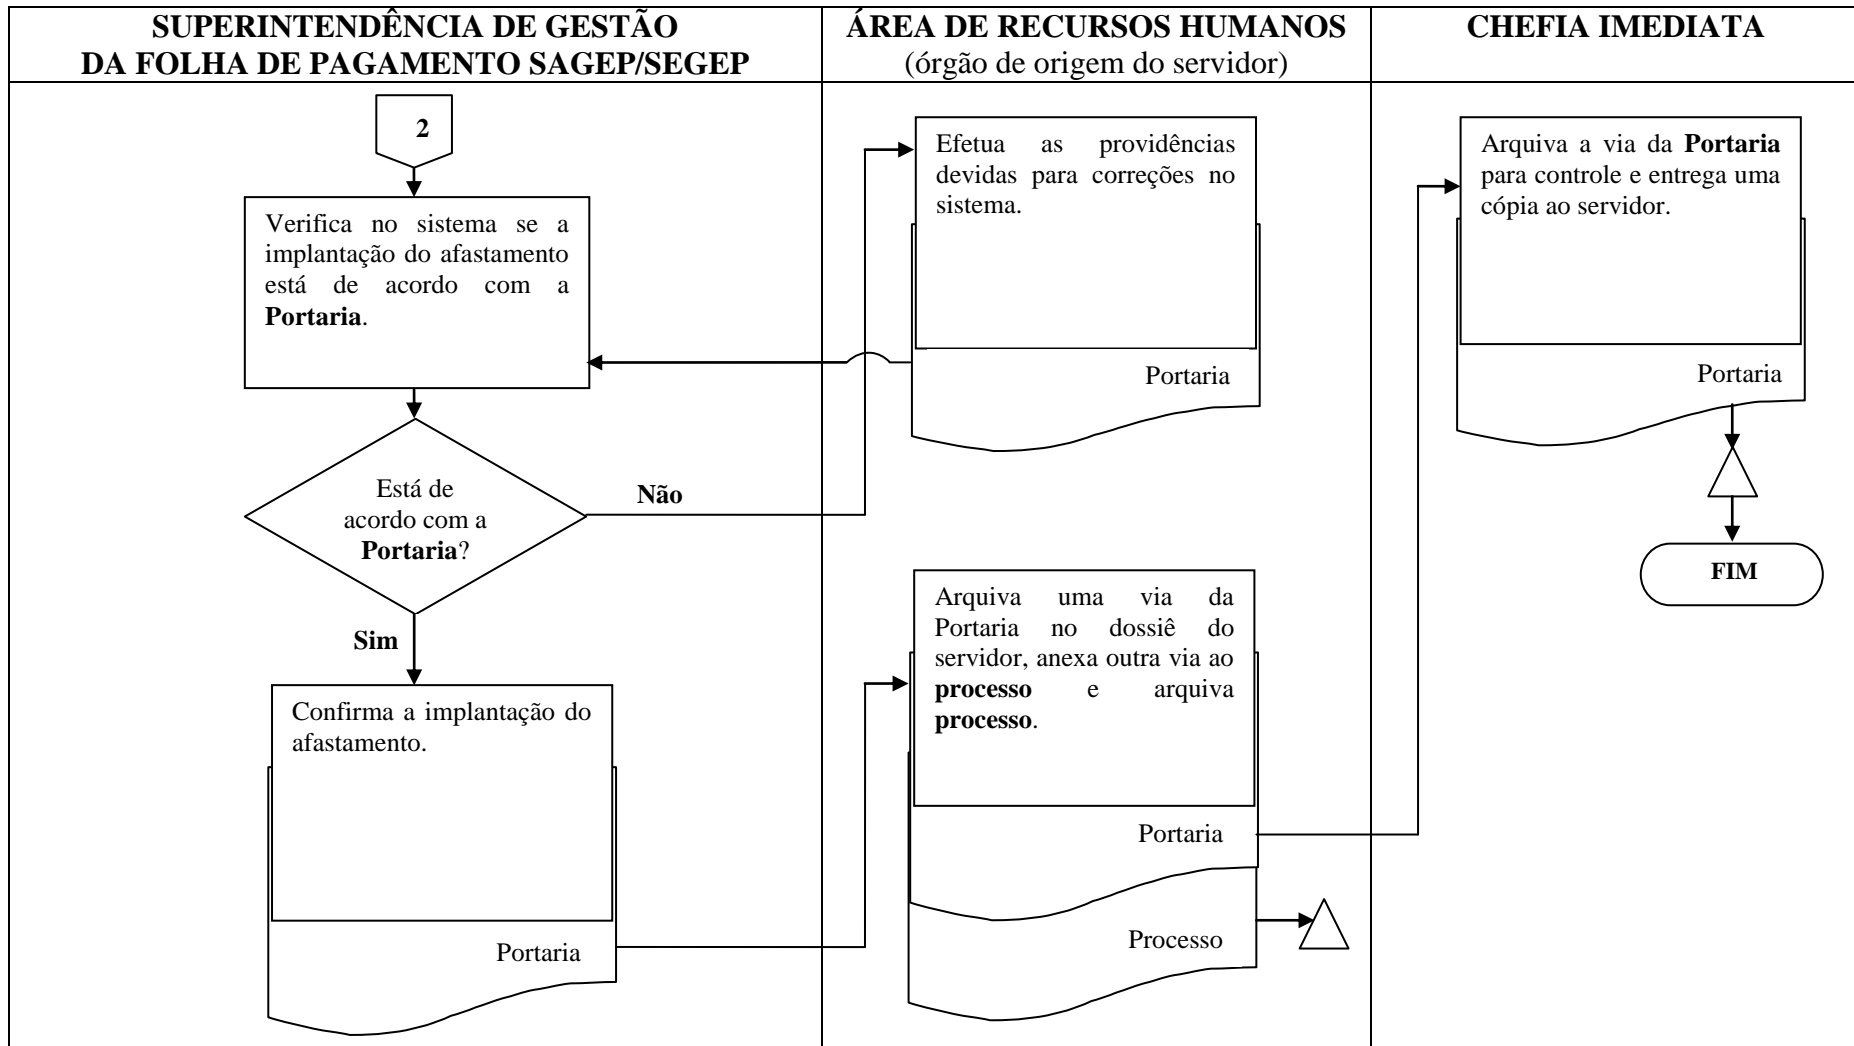 SUPERINTENDÊNCIA DE GESTÃO
DA FOLHA DE PAGAMENTO SAGEP/SEGEP
ÁREA DE RECURSOS HUMANOS
(órgão de origem do servidor)
CHEFIA IMEDIATA
2
Verifica no sistema se a
implantação do afastamento
está de acordo com a
Portaria.
Está de
acordo com a
Portaria?
Não
Sim
Confirma a implantação do
afastamento.
Portaria
Efetua as providências
devidas para correções no
sistema.
Portaria
Arquiva uma via da
Portaria no dossiê do
servidor, anexa outra via ao
processo e arquiva
processo.
Portaria
Processo
Arquiva a via da Portaria
para controle e entrega uma
cópia ao servidor.
Portaria
FIM